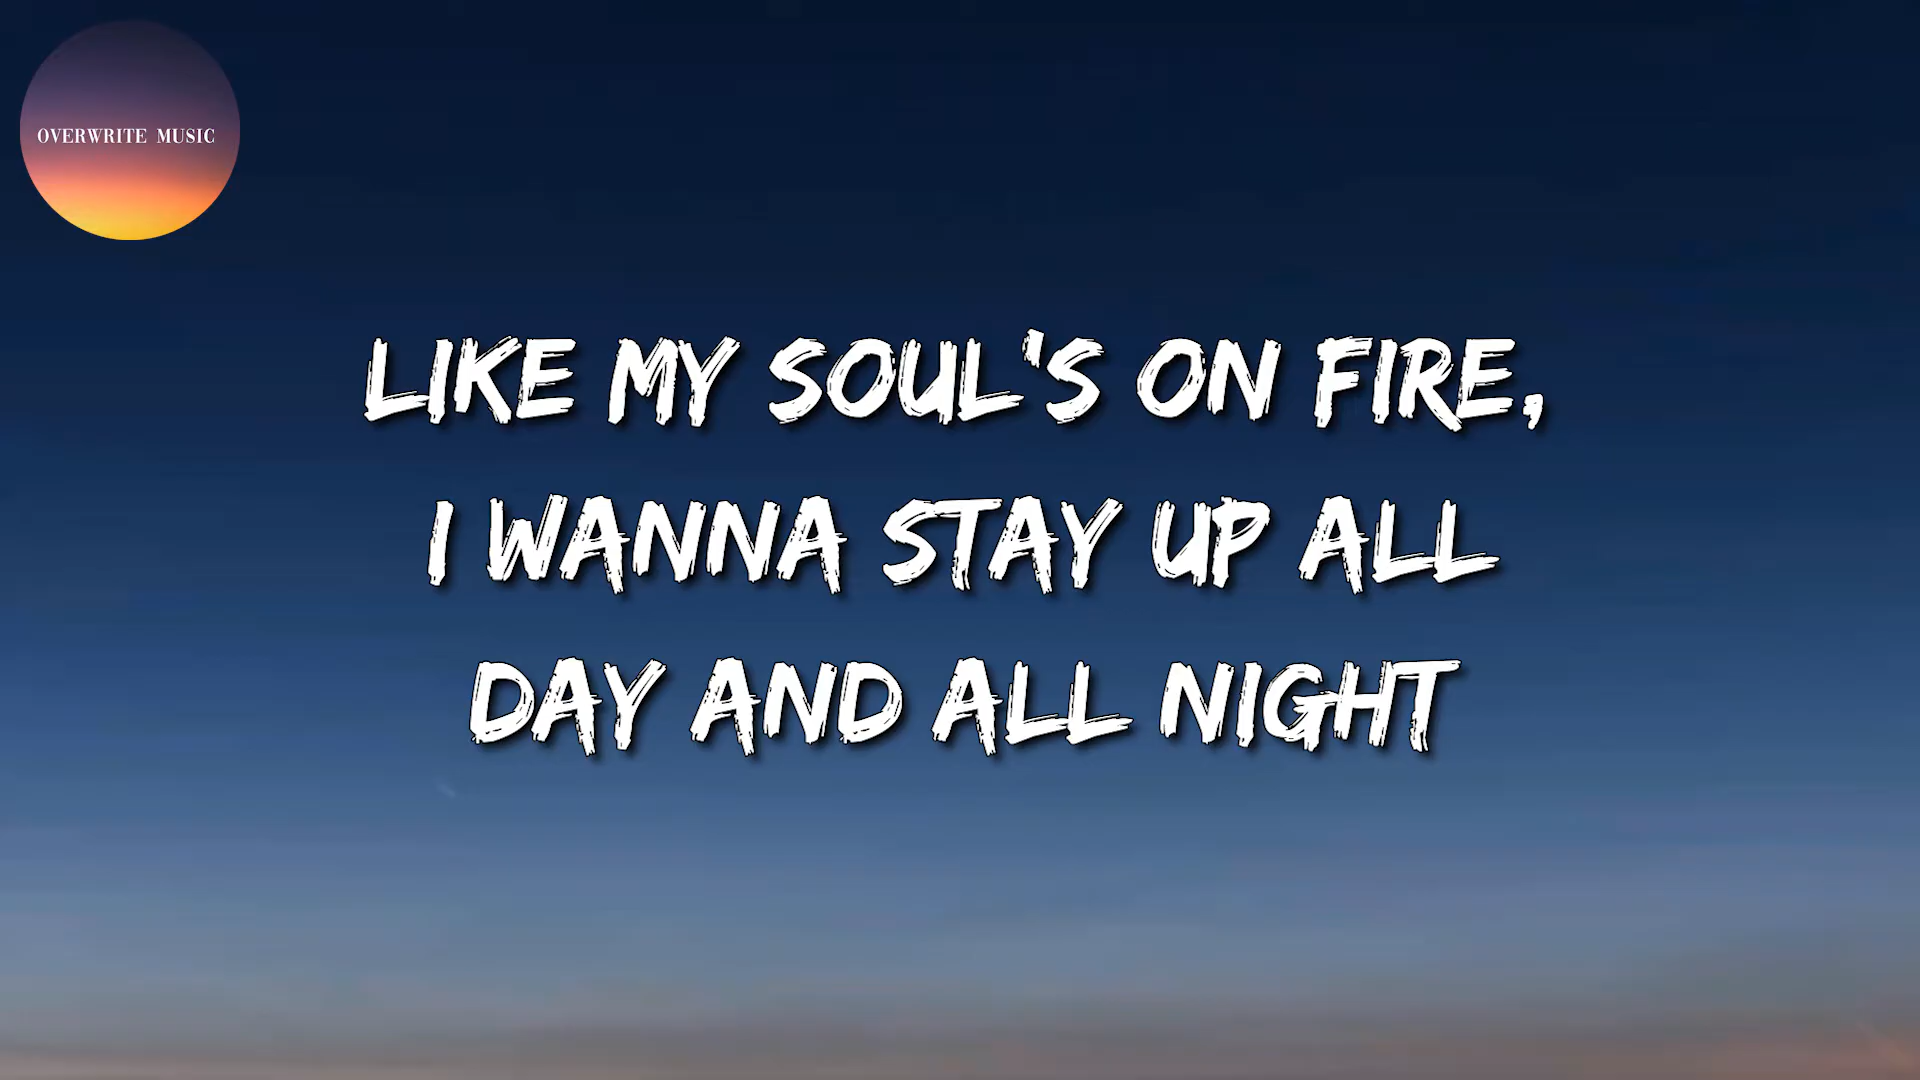 OVERWRITE MUSIC
LIKE MY SOUL'S ON FIRE,
I WANNA STAY UP ALL
DAY AND ALL NIGHT